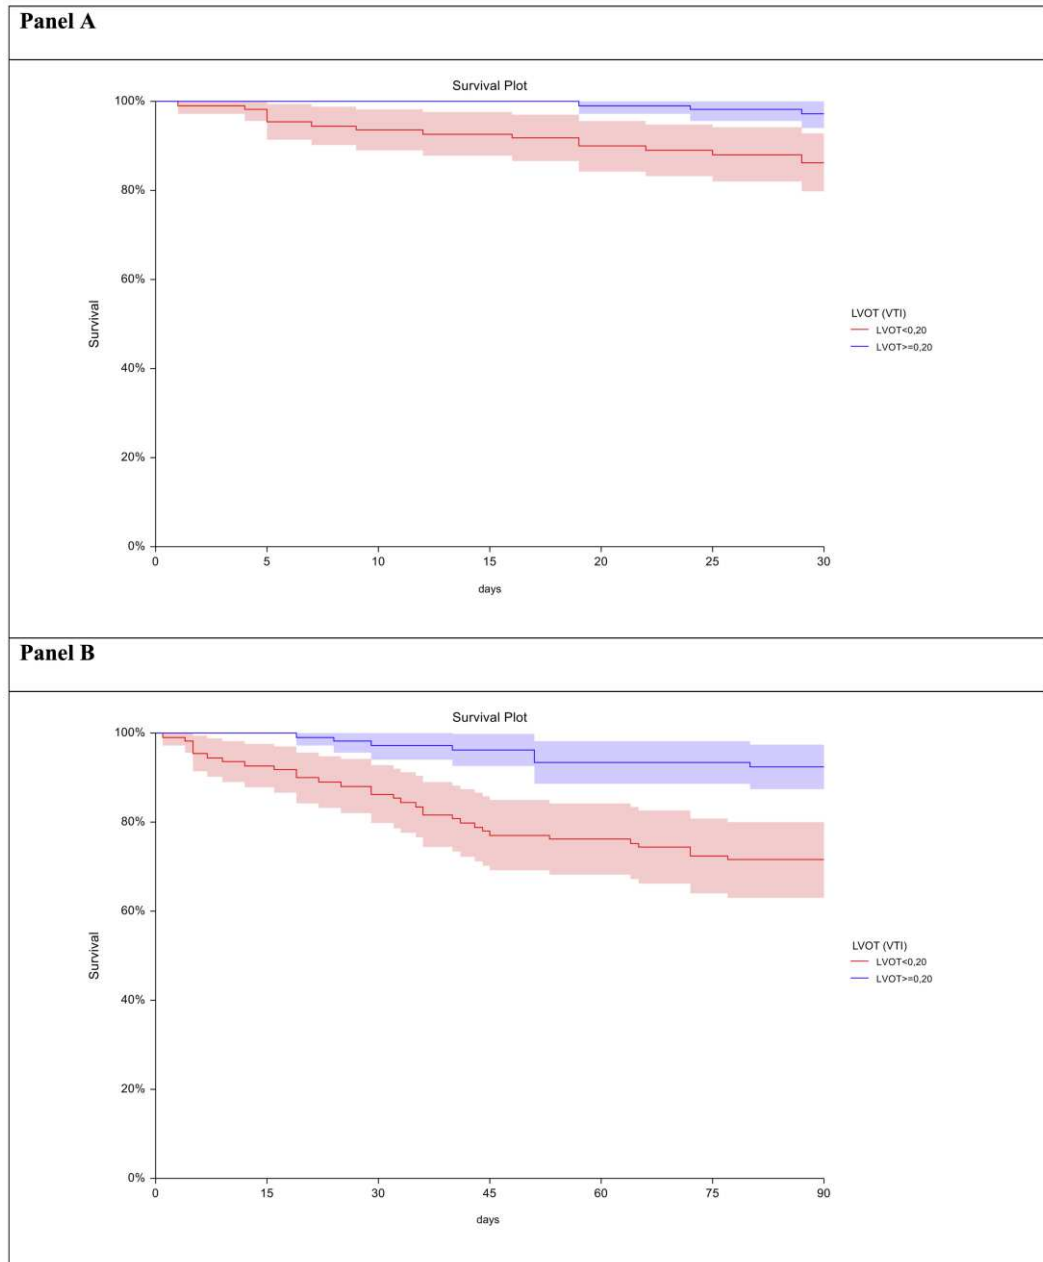 Panel A
Survival Plot
100%
80%
60%
40%
20%
0%
Survival
0 5 10 15 20 25 30
days
LVOT (VTI)
LVOT<0,20
LVOT>=0,20
Panel B
Survival Plot
100%
80%
60%
40%
20%
0%
Survival
0 15 30 45 60 75 90
days
LVOT (VTI)
LVOT<0,20
LVOT>=0,20